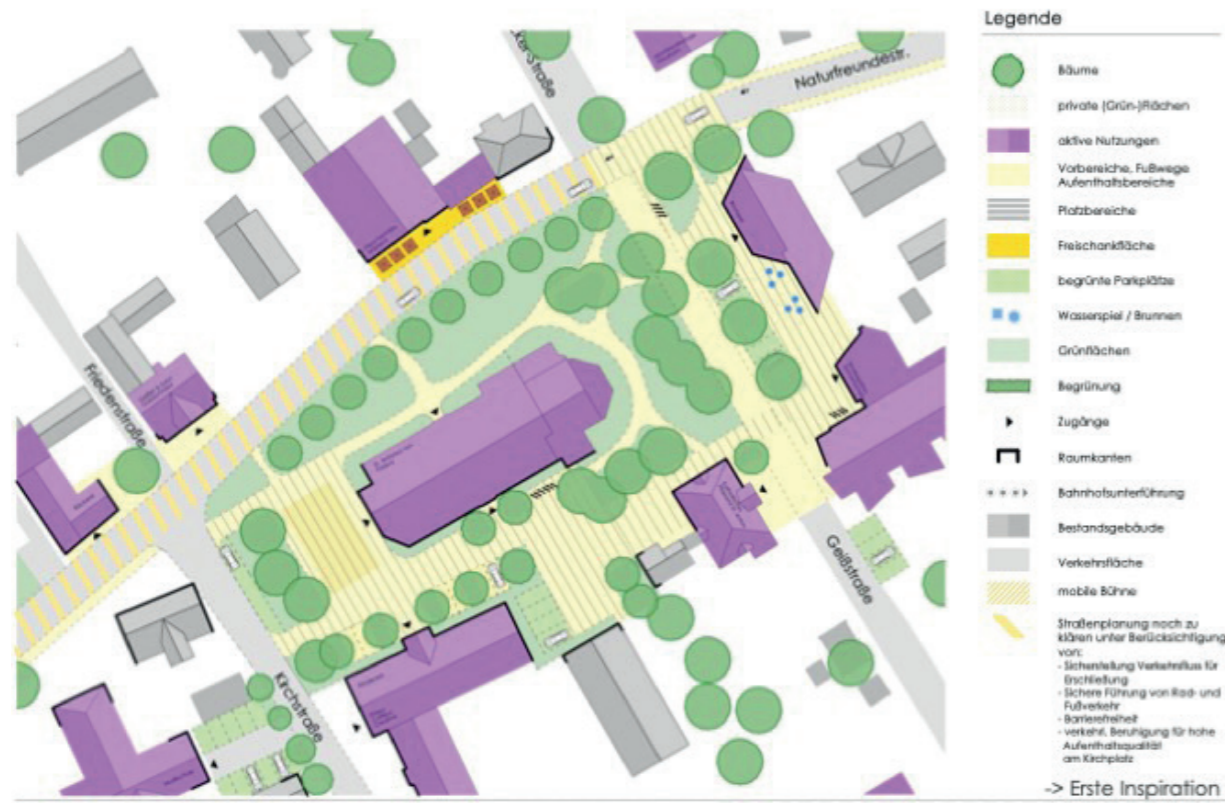 Legende
Bäume
private (Grün-)Flächen
aktive Nutzungen
Vorbereiche, Fußwege
Aufenthaltsbereiche
Platzbereiche
Freischankfläche
begrünte Parkplätze
Wasserspiel / Brunnen
Grünflächen
Begrünung
Zugänge
Raumkanten
Bahnhofsunterführung
Bestandsgebäude
Verkehrsfläche
mobile Bühne
Straßenplanung noch zu
klären unter Berücksichtigung
von:
- Sicherstellung Verkehrsfluss für
Erschließung
- Sichere Führung von Rad- und
Fußverkehr
- Barrierefreiheit
- verkehrl. Beruhigung für hohe
Aufenthaltsqualität
am Kirchplatz
-> Erste Inspiration
Naturfreundestr.
Friedenstraße
Geißstraße
Kirchstraße